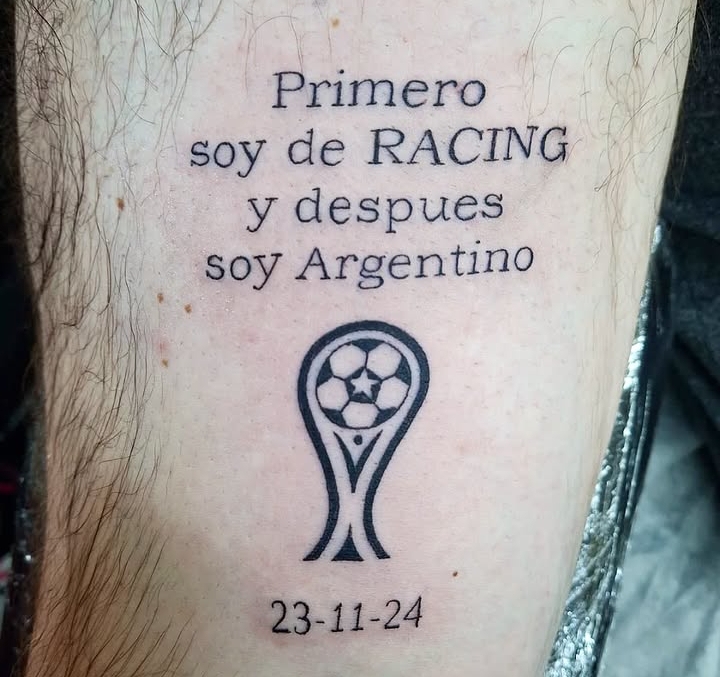 Primero
soy de RACING
y despues
soy Argentino
23-11-24